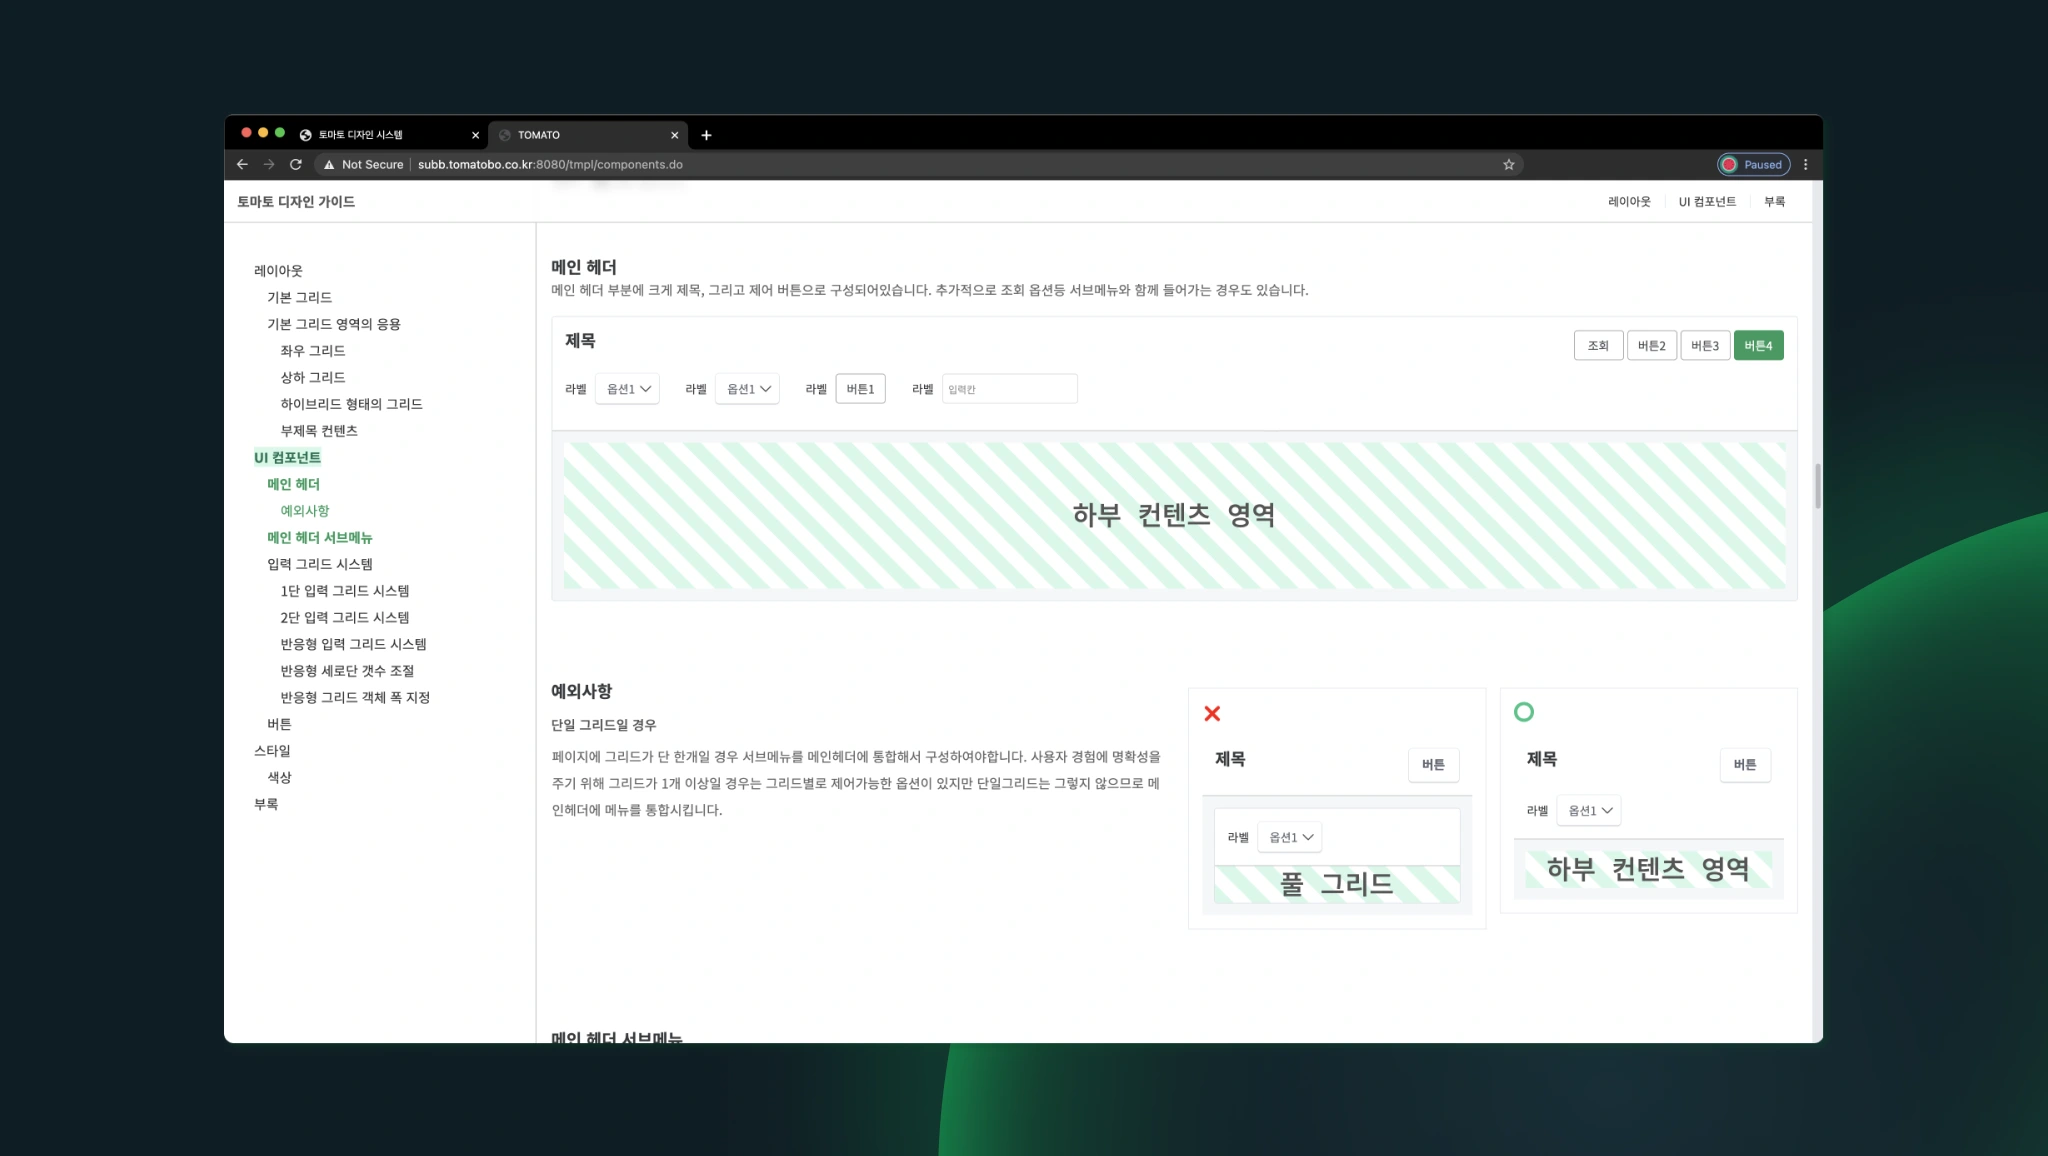 토마토 디자인 시스템
TOMATO
Not Secure
subb.tomatobo.co.kr:8080/tmpl/components.do
Paused
토마토 디자인 가이드
레이아웃
UI 컴포넌트
부록
레이아웃
기본 그리드
기본 그리드 영역의 응용
좌우 그리드
상하 그리드
하이브리드 형태의 그리드
부제목 컨텐츠
UI 컴포넌트
메인 헤더
예외사항
메인 헤더 서브메뉴
입력 그리드 시스템
1단 입력 그리드 시스템
2단 입력 그리드 시스템
반응형 입력 그리드 시스템
반응형 세로단 갯수 조절
반응형 그리드 객체 폭 지정
버튼
스타일
색상
부록
메인 헤더
메인 헤더 부분에 크게 제목, 그리고 제어 버튼으로 구성되어있습니다. 추가적으로 조회 옵션등 서브메뉴와 함께 들어가는 경우도 있습니다.
제목
조회
버튼2
버튼3
버튼4
라벨 옵션1
라벨 옵션1
라벨 버튼1
라벨 입력칸
하부 컨텐츠 영역
예외사항
단일 그리드일 경우
페이지에 그리드가 단 한개일 경우 서브메뉴를 메인헤더에 통합해서 구성하여야합니다. 사용자 경험에 명확성을
주기 위해 그리드가 1개 이상일 경우는 그리드별로 제어가능한 옵션이 있지만 단일그리드는 그렇지 않으므로 메
인헤더에 메뉴를 통합시킵니다.
제목
버튼
라벨 옵션1
풀 그리드
제목
버튼
라벨 옵션1
하부 컨텐츠 영역
메인 헤더 서브메뉴